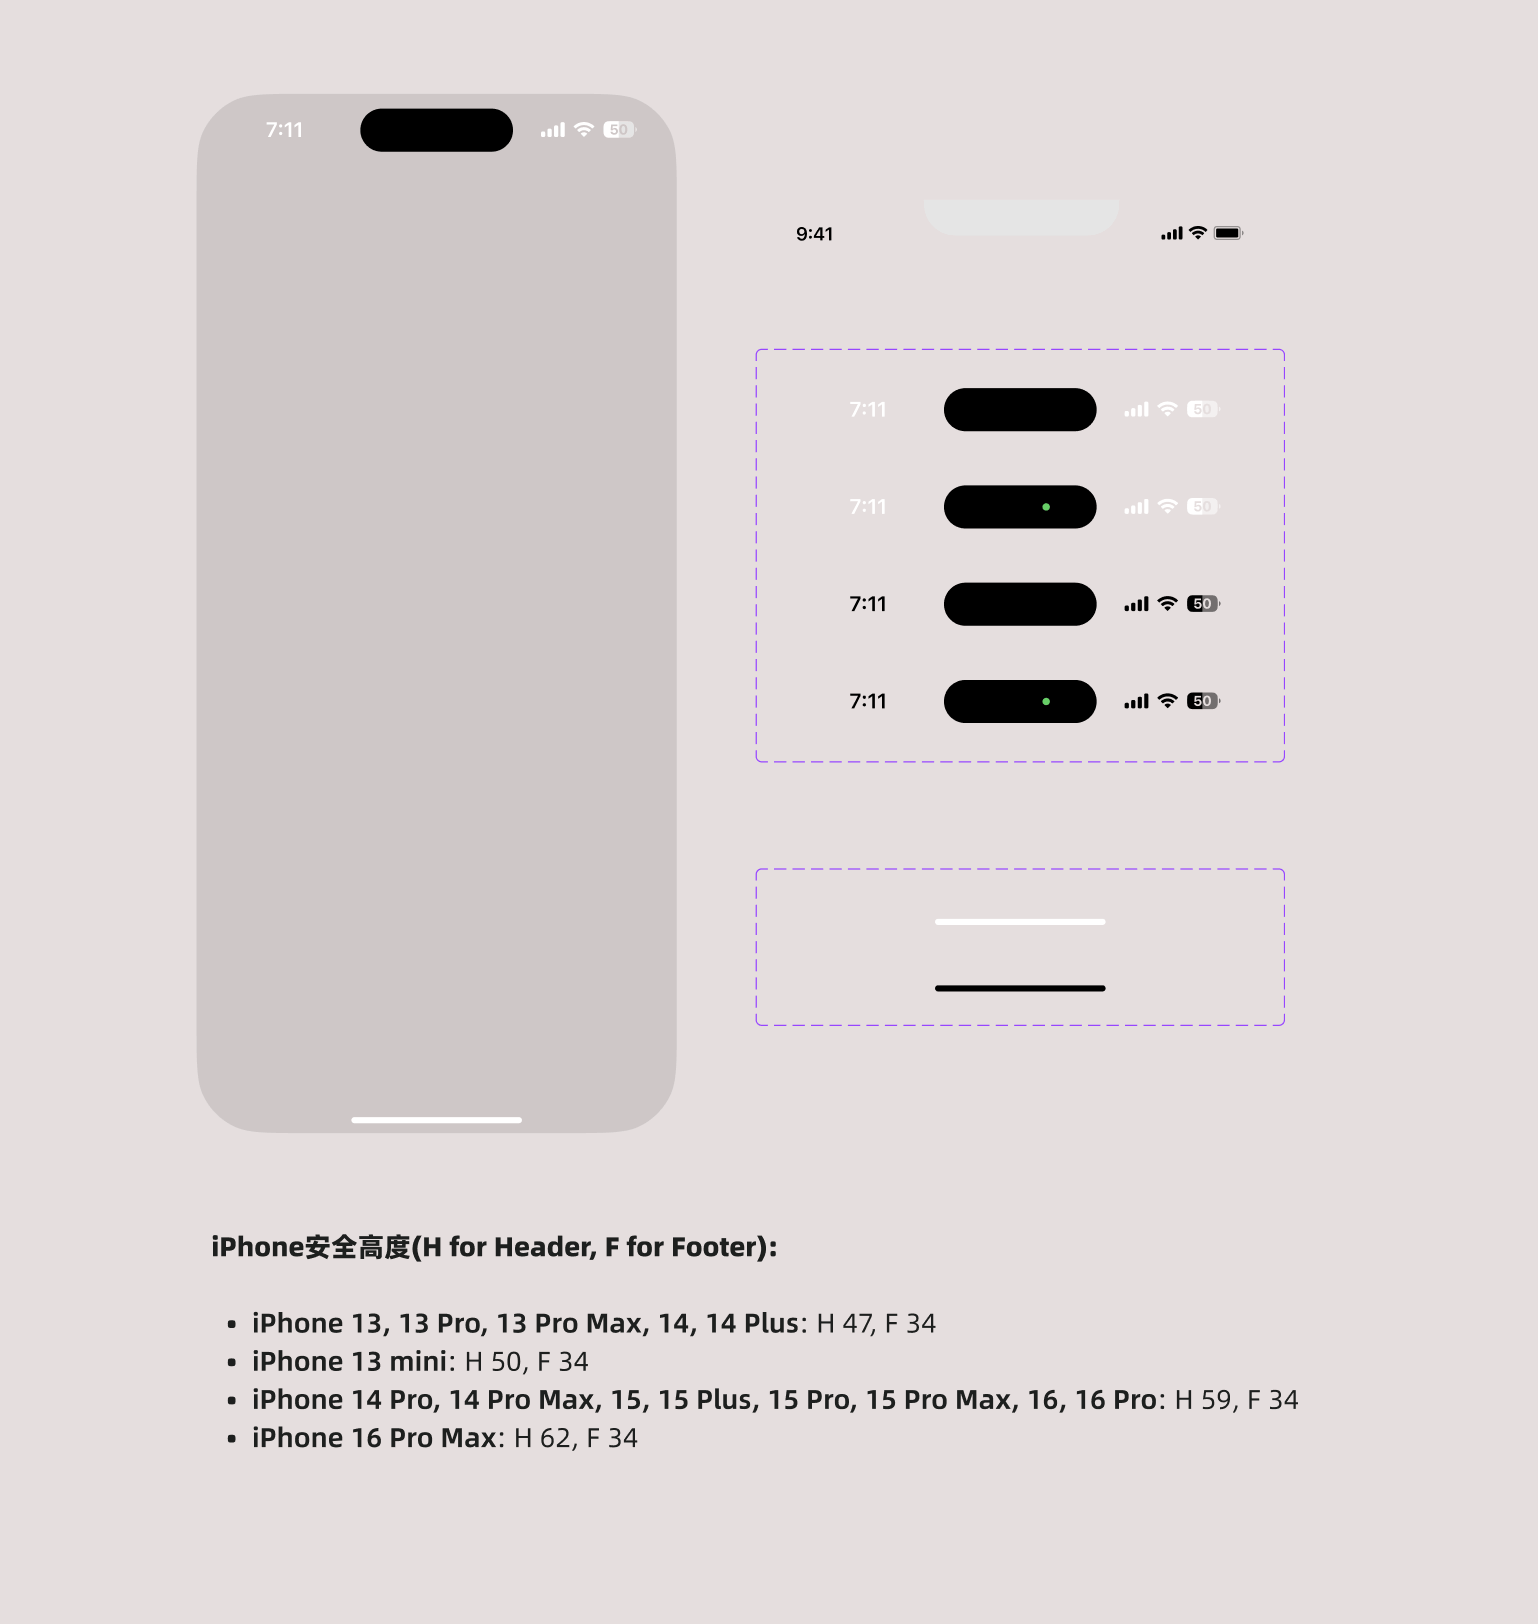 7:11 50
9:41
7:11 50
7:11 50
7:11 50
7:11 50
iPhone安全高度(H for Header, F for Footer):
• iPhone 13, 13 Pro, 13 Pro Max, 14, 14 Plus: H 47, F 34
• iPhone 13 mini: H 50, F 34
• iPhone 14 Pro, 14 Pro Max, 15, 15 Plus, 15 Pro, 15 Pro Max, 16, 16 Pro: H 59, F 34
• iPhone 16 Pro Max: H 62, F 34